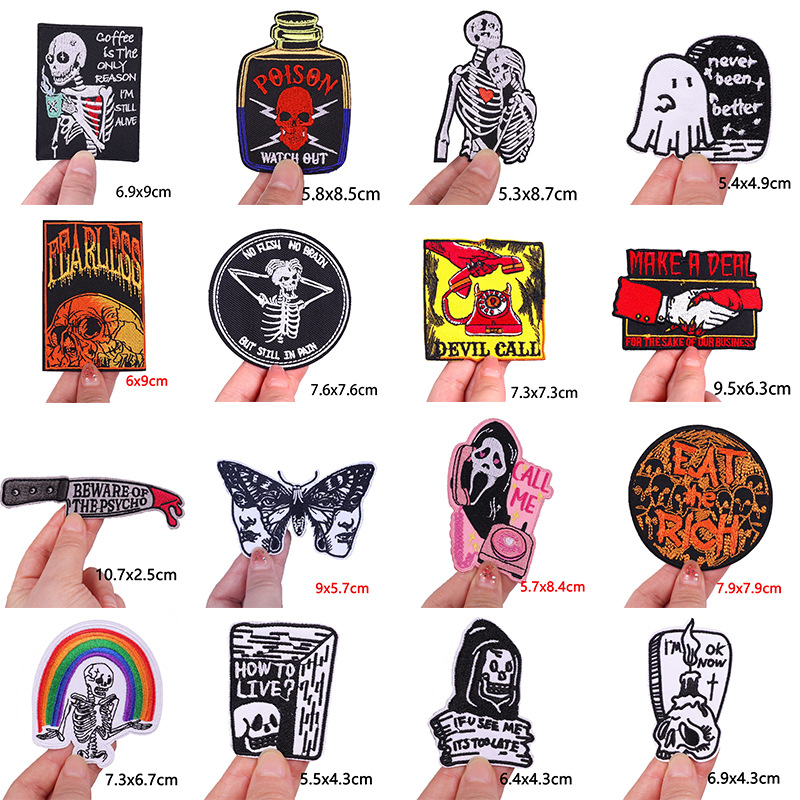 Coffee
is The
ONLY
REASON
I'M
STILL
ALIVE
6.9x9cm
POISON
WATCH OUT
5.8x8.5cm
5.3x8.7cm
never
been
better
5.4x4.9cm
FEARLESS
6x9cm
NO FLESH NO BRAIN
BUT STILL IN PAIN
7.6x7.6cm
DEVIL CALL
7.3x7.3cm
MAKE A DEAL
FOR THE SAKE OF OUR BUSINESS
9.5x6.3cm
BEWARE OF
THE PSYCHO
10.7x2.5cm
9x5.7cm
CALL
ME
5.7x8.4cm
EAT
the
RICH
7.9x7.9cm
7.3x6.7cm
HOW TO
LIVE?
5.5x4.3cm
IF U SEE ME
IT'S TOO LATE
6.4x4.3cm
I'M OK
NOW
6.9x4.3cm